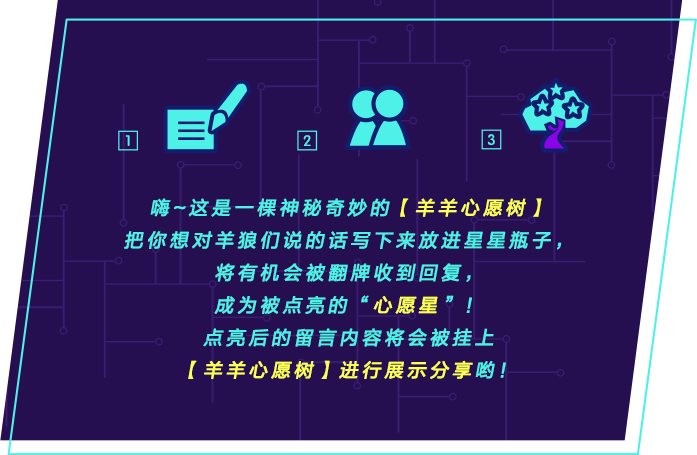 1 2 3
嗨~这是一棵神秘奇妙的【羊羊心愿树】
把你想对羊狼们说的话写下来放进星星瓶子，
将有机会被翻牌收到回复，
成为被点亮的“心愿星”！
点亮后的留言内容将会被挂上
【羊羊心愿树】进行展示分享哟！